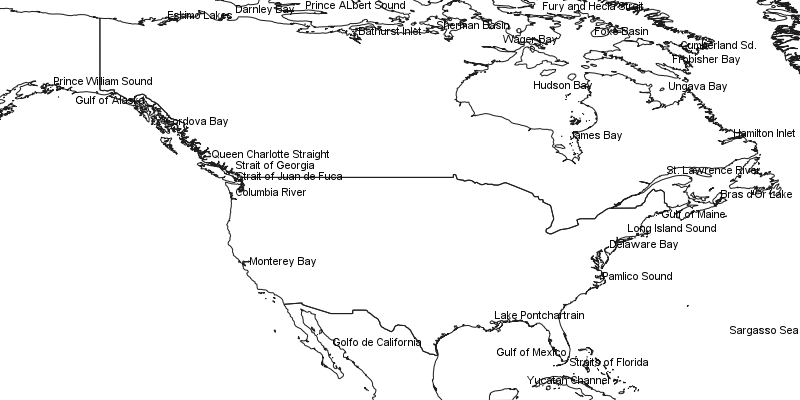 Prince ALbert Sound
Fury and Hecla Strait
Darnley Bay
Eskimo Lakes
Sherman Basin
Bathurst Inlet
Foxe Basin
Wager Bay
Cumberland Sd.
Frobisher Bay
Prince William Sound
Hudson Bay
Ungava Bay
Gulf of Alaska
Cordova Bay
James Bay
Hamilton Inlet
Queen Charlotte Straight
Strait of Georgia
St. Lawrence River
Strait of Juan de Fuca
Columbia River
Bras d'Or Lake
Gulf of Maine
Long Island Sound
Delaware Bay
Monterey Bay
Pamlico Sound
Lake Pontchartrain
Sargasso Sea
Golfo de California
Gulf of Mexico
Straits of Florida
Yucatan Channel